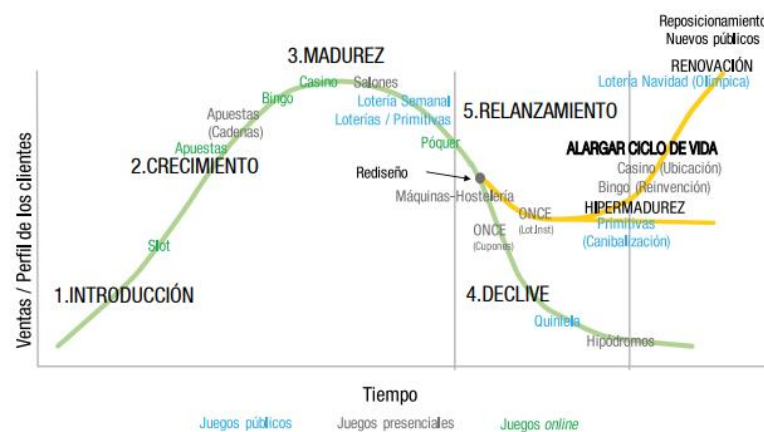 Reposicionamiento
Nuevos públicos
RENOVACIÓN
3.MADUREZ
Casino
Salones
Lotería Navidad (Olímpica)
Bingo
Lotería Semanal
Apuestas
(Cadenas)
Loterías / Primitivas
5.RELANZAMIENTO
Póquer
Apuestas
ALARGAR CICLO DE VIDA
2.CRECIMIENTO
Rediseño
Casino (Ubicación)
Máquinas-Hostelería
Bingo (Reinvención)
HIPERMADUREZ
ONCE
(Lot.Inst)
Primitivas
(Canibalización)
ONCE
(Cupones)
Slot
1.INTRODUCCIÓN
4.DECLIVE
Quiniela
Hipódromos
Ventas / Perfil de los clientes
Tiempo
Juegos públicos
Juegos presenciales
Juegos online